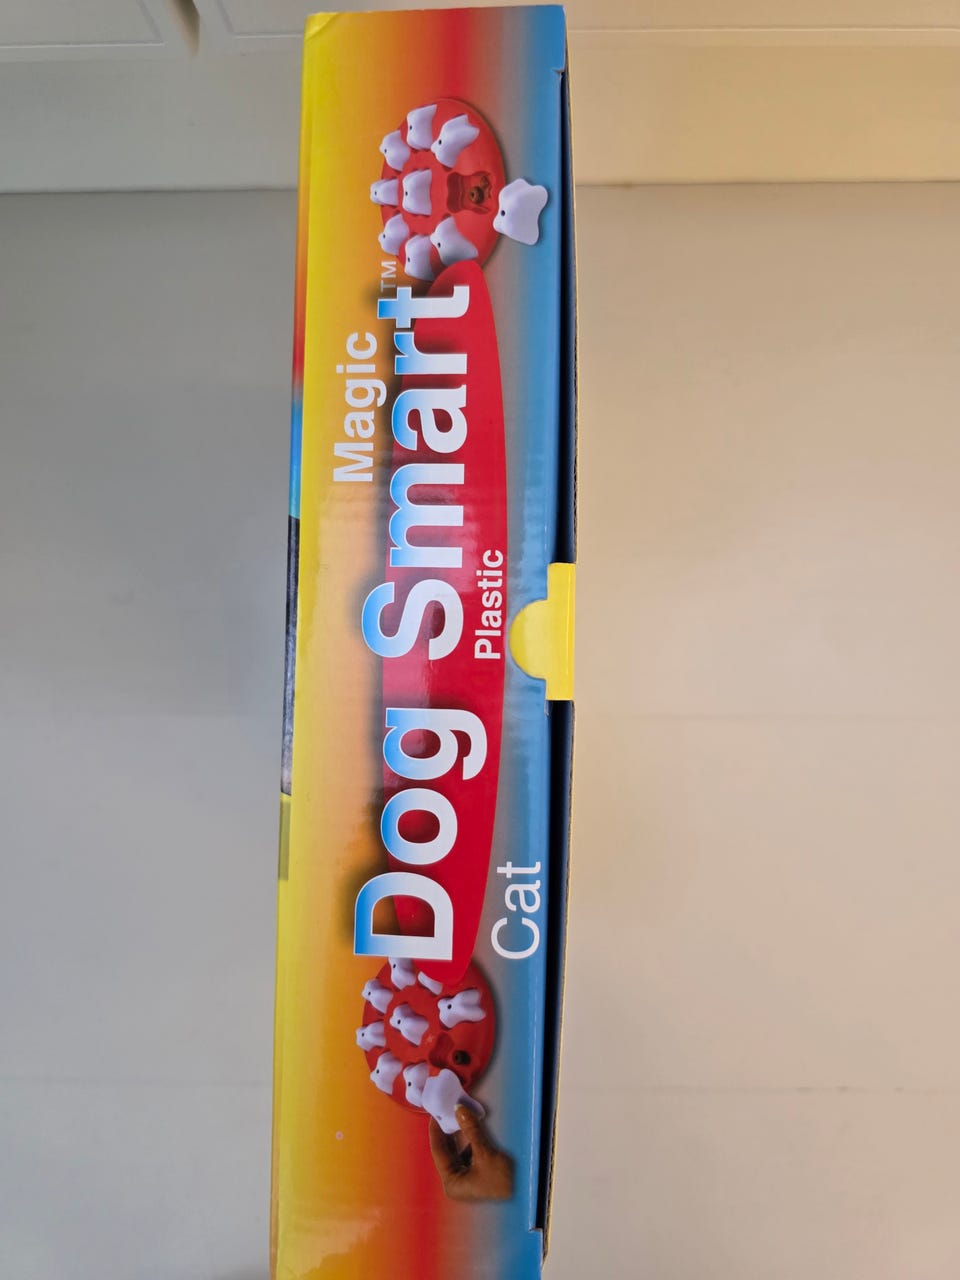 Magic
Dog Smart™
Plastic
Cat